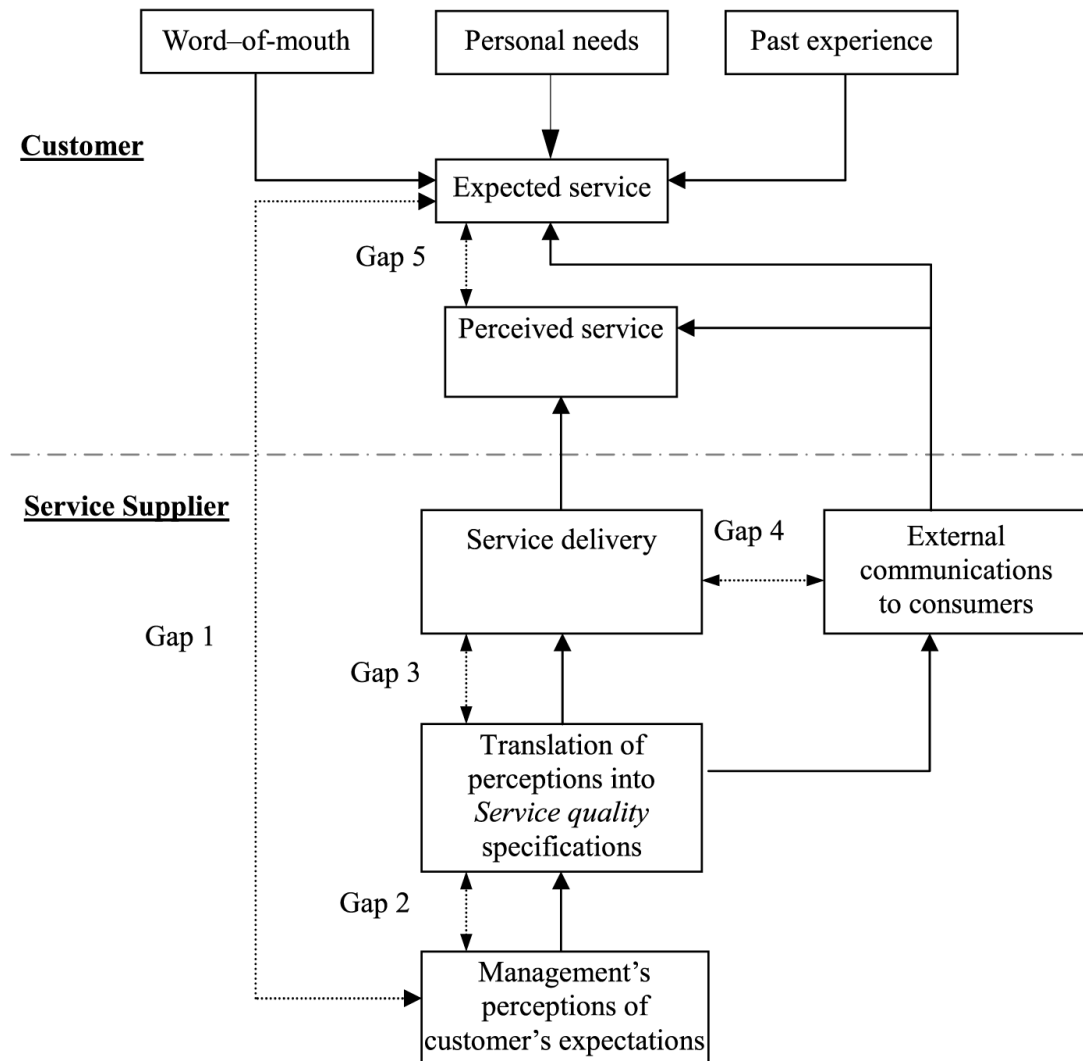 Word–of-mouth
Personal needs
Past experience
Customer
Expected service
Gap 5
Perceived service
Service Supplier
Service delivery
Gap 4
External
communications
to consumers
Gap 1
Gap 3
Translation of
perceptions into
Service quality
specifications
Gap 2
Management’s
perceptions of
customer’s expectations